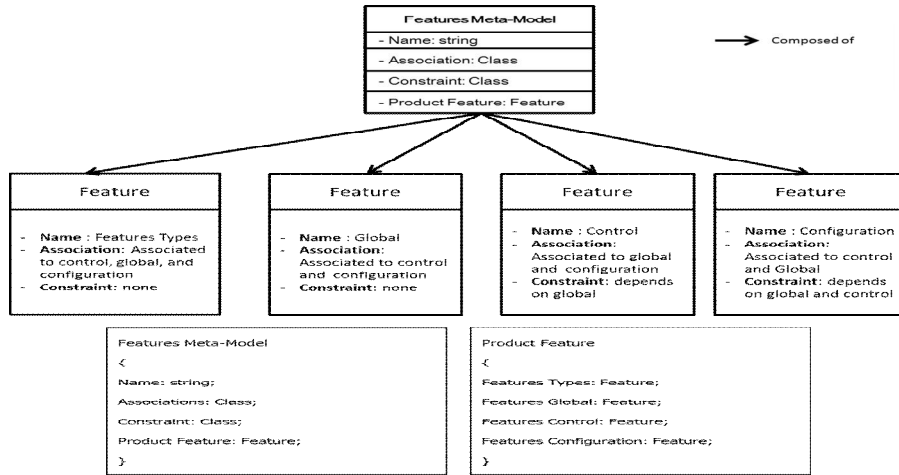 Features Meta-Model
- Name: string
- Association: Class
- Constraint: Class
- Product Feature: Feature
Composed of
Feature
- Name : Features Types
- Association: Associated
to control, global, and
configuration
- Constraint: none
Feature
- Name : Global
- Association:
Associated to control
and configuration
- Constraint: none
Feature
- Name : Control
- Association:
Associated to global
and configuration
- Constraint: depends
on global
Feature
- Name : Configuration
- Association:
Associated to control
and Global
- Constraint: depends
on global and control
Features Meta-Model
{
Name: string;
Associations: Class;
Constraint: Class;
Product Feature: Feature;
}
Product Feature
{
Features Types: Feature;
Features Global: Feature;
Features Control: Feature;
Features Configuration: Feature;
}